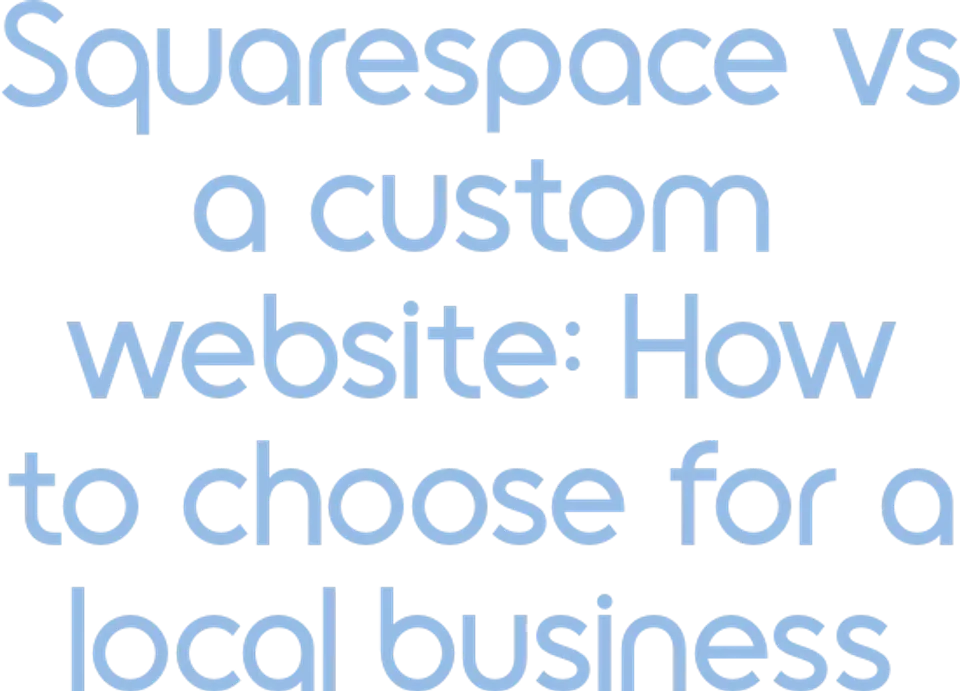 Squarespace vs
a custom
website: How
to choose for a
local business